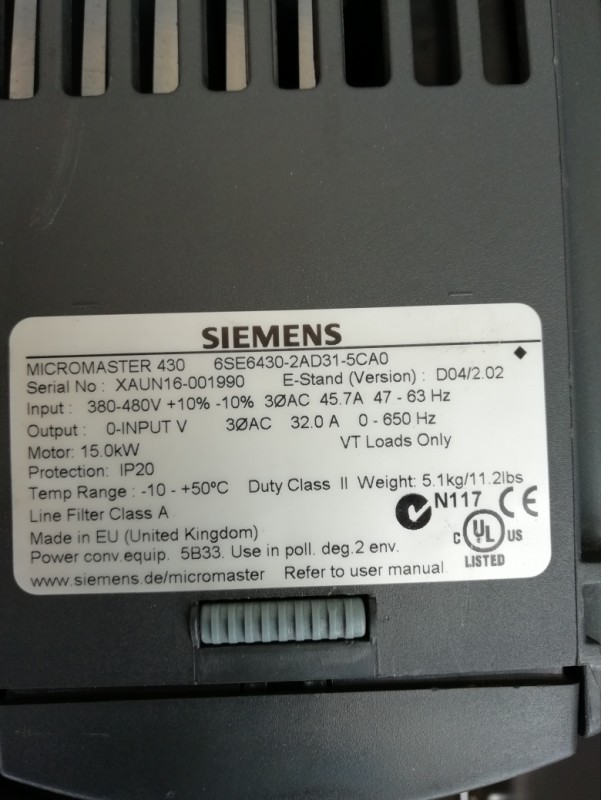 SIEMENS
MICROMASTER 430 6SE6430-2AD31-5CA0
Serial No : XAUN16-001990 E-Stand (Version) : D04/2.02
Input : 380-480V +10% -10% 3ØAC 45.7A 47 - 63 Hz
Output : 0-INPUT V 3ØAC 32.0 A 0 - 650 Hz
Motor: 15.0kW VT Loads Only
Protection: IP20
Temp Range : -10 - +50°C Duty Class II Weight: 5.1kg/11.2lbs
Line Filter Class A N117 CE
Made in EU (United Kingdom) C UL US
Power conv.equip. 5B33. Use in poll. deg.2 env. LISTED
www.siemens.de/micromaster Refer to user manual